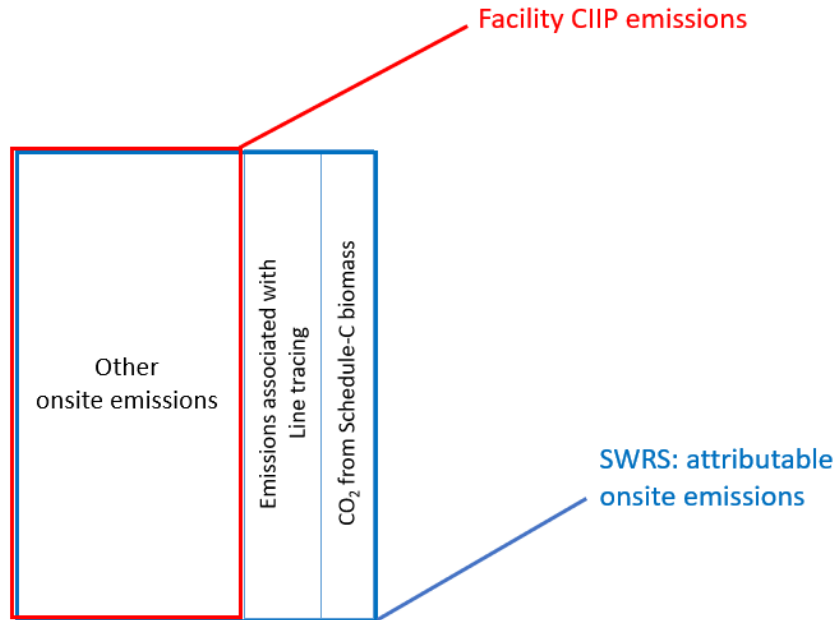 Facility CIIP emissions
Other
onsite emissions
Emissions associated with
Line tracing
CO₂ from Schedule-C biomass
SWRS: attributable
onsite emissions